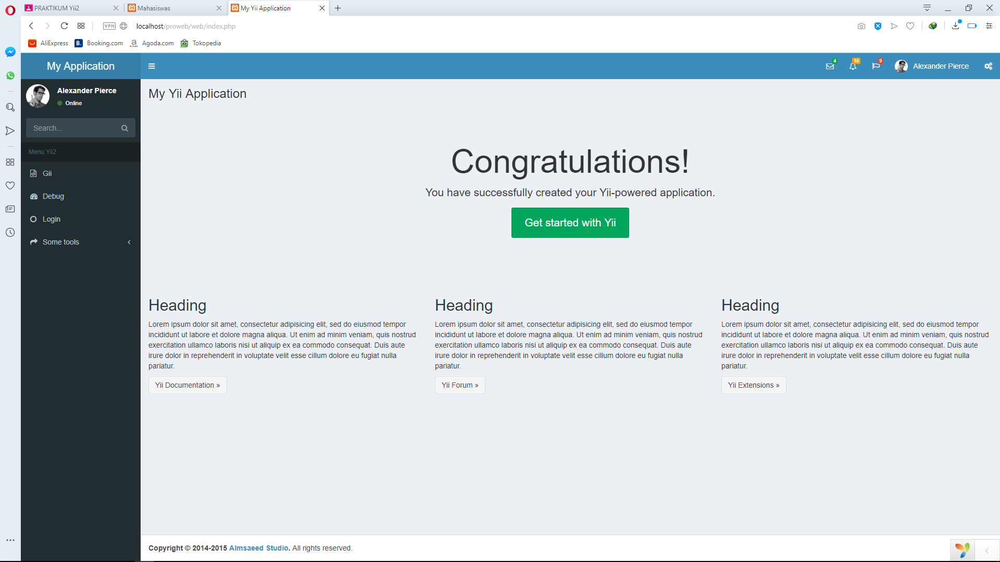 PRAKTIKUM Yii2
Mahasiswas
My Yii Application
VPN
localhost/proweb/web/index.php
AliExpress
B. Booking.com
a Agoda.com
Tokopedia
My Application
4
10
9
Alexander Pierce
Alexander Pierce
Online
Search...
Menu Yii2
Gii
Debug
Login
Some tools
My Yii Application
Congratulations!
You have successfully created your Yii-powered application.
Get started with Yii
Heading
Lorem ipsum dolor sit amet, consectetur adipisicing elit, sed do eiusmod tempor
incididunt ut labore et dolore magna aliqua. Ut enim ad minim veniam, quis nostrud
exercitation ullamco laboris nisi ut aliquip ex ea commodo consequat. Duis aute
irure dolor in reprehenderit in voluptate velit esse cillum dolore eu fugiat nulla
pariatur.
Yii Documentation »
Heading
Lorem ipsum dolor sit amet, consectetur adipisicing elit, sed do eiusmod tempor
incididunt ut labore et dolore magna aliqua. Ut enim ad minim veniam, quis nostrud
exercitation ullamco laboris nisi ut aliquip ex ea commodo consequat. Duis aute
irure dolor in reprehenderit in voluptate velit esse cillum dolore eu fugiat nulla
pariatur.
Yii Forum »
Heading
Lorem ipsum dolor sit amet, consectetur adipisicing elit, sed do eiusmod tempor
incididunt ut labore et dolore magna aliqua. Ut enim ad minim veniam, quis nostrud
exercitation ullamco laboris nisi ut aliquip ex ea commodo consequat. Duis aute
irure dolor in reprehenderit in voluptate velit esse cillum dolore eu fugiat nulla
pariatur.
Yii Extensions »
Copyright © 2014-2015 Almsaeed Studio. All rights reserved.